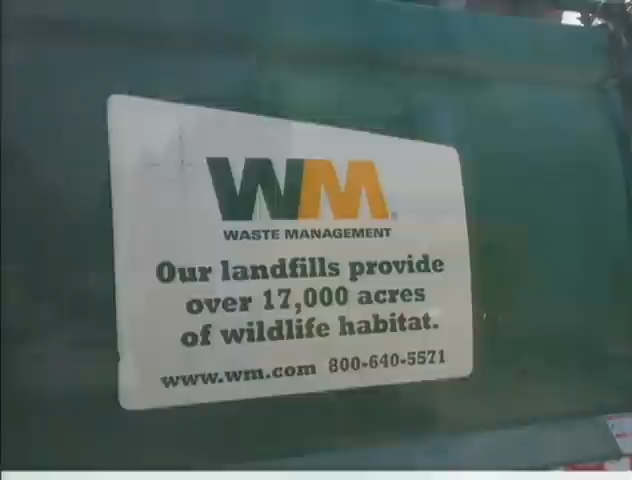 WM
WASTE MANAGEMENT
Our landfills provide
over 17,000 acres
of wildlife habitat.
www.wm.com 800-640-5571